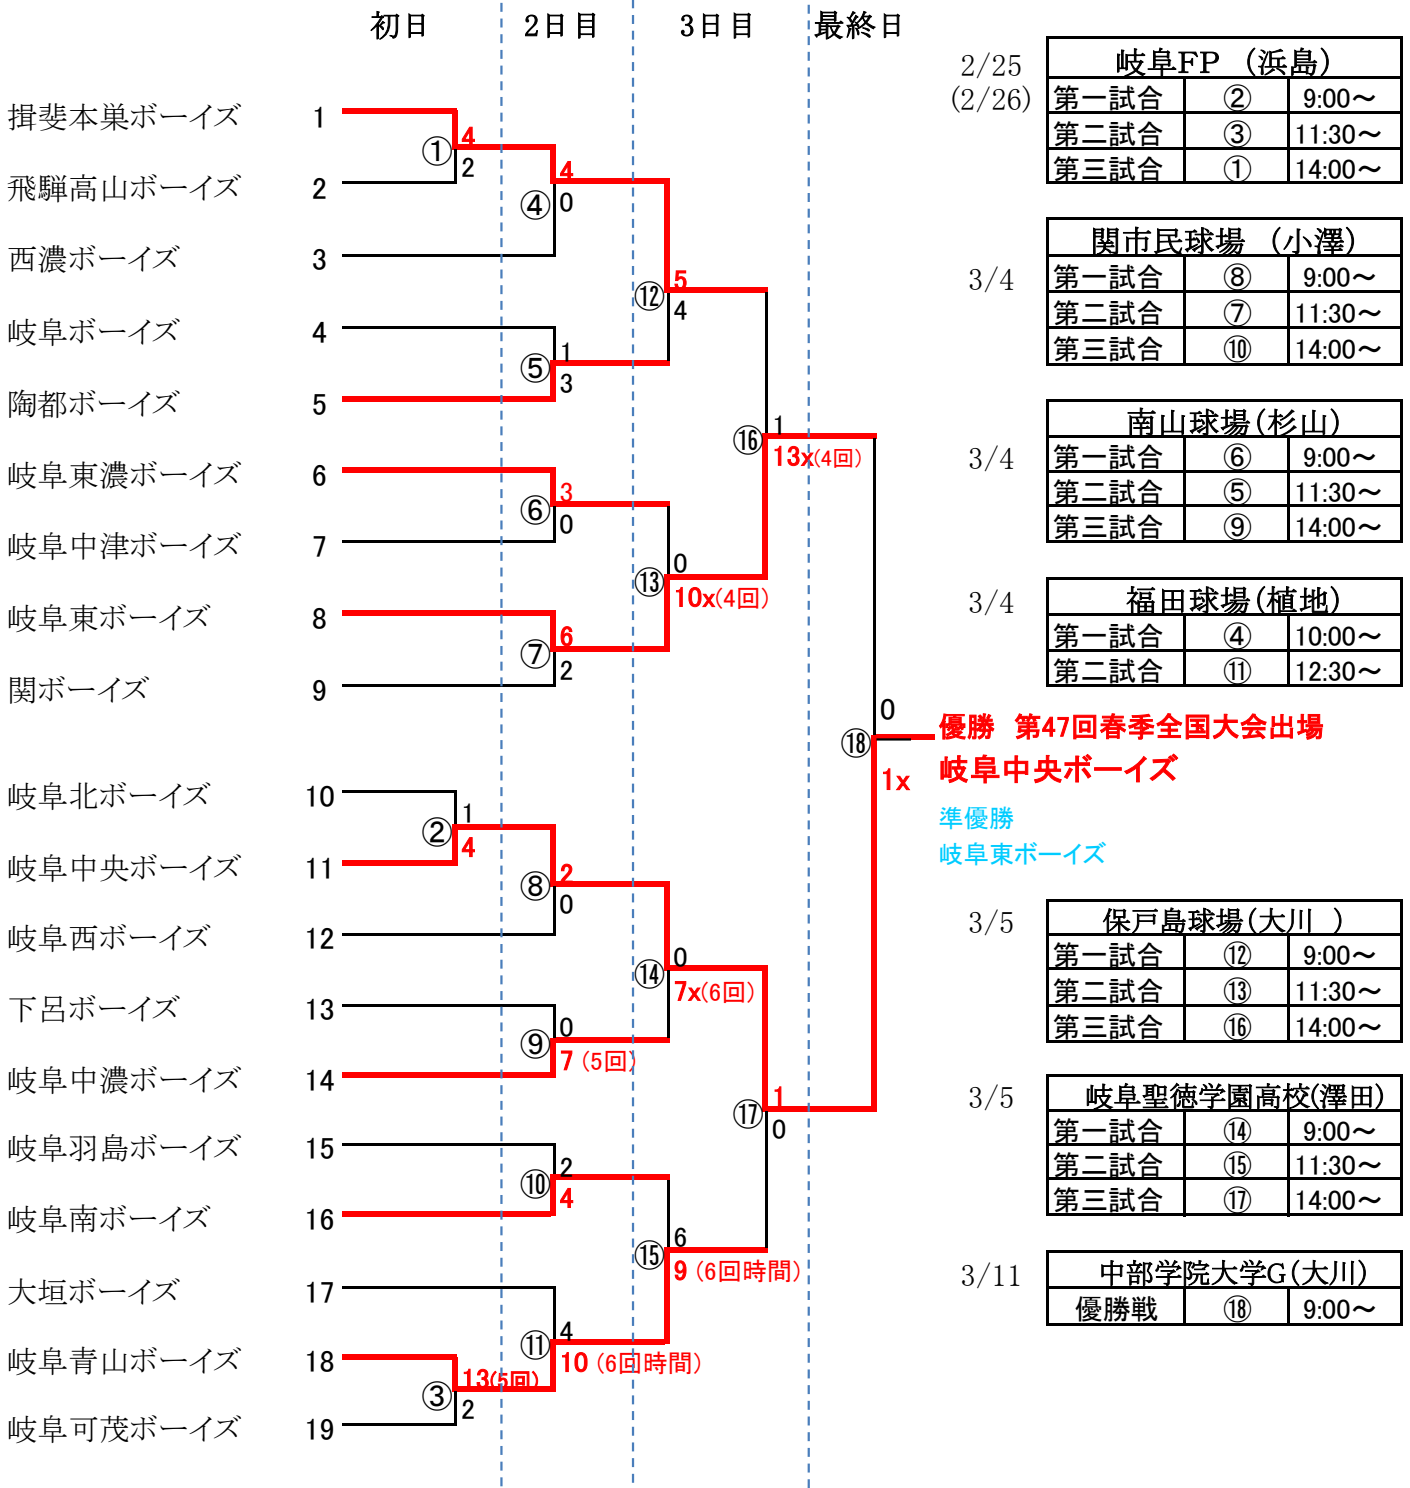 初日 2日目 3日目 最終日
揖斐本巣ボーイズ 1
飛騨高山ボーイズ 2
西濃ボーイズ 3
岐阜ボーイズ 4
陶都ボーイズ 5
岐阜東濃ボーイズ 6
岐阜中津ボーイズ 7
岐阜東ボーイズ 8
関ボーイズ 9
岐阜北ボーイズ 10
岐阜中央ボーイズ 11
岐阜西ボーイズ 12
下呂ボーイズ 13
岐阜中濃ボーイズ 14
岐阜羽島ボーイズ 15
岐阜南ボーイズ 16
大垣ボーイズ 17
岐阜青山ボーイズ 18
岐阜可茂ボーイズ 19
① 4
2
② 1
4
③ 13(5回)
2
④ 4
0
⑤ 1
3
⑥ 3
0
⑦ 6
2
⑧ 2
0
⑨ 0
7 (5回)
⑩ 2
4
⑪ 4
10 (6回時間)
⑫ 5
4
⑬ 0
10x(4回)
⑭ 0
7x(6回)
⑮ 6
9 (6回時間)
⑯ 1
13x(4回)
⑰ 1
0
⑱ 0
1x
優勝 第47回春季全国大会出場
岐阜中央ボーイズ
準優勝
岐阜東ボーイズ
2/25
(2/26)
岐阜FP (浜島)
第一試合 ② 9:00～
第二試合 ③ 11:30～
第三試合 ① 14:00～
3/4
関市民球場 (小澤)
第一試合 ⑧ 9:00～
第二試合 ⑦ 11:30～
第三試合 ⑩ 14:00～
3/4
南山球場(杉山)
第一試合 ⑥ 9:00～
第二試合 ⑤ 11:30～
第三試合 ⑨ 14:00～
3/4
福田球場(植地)
第一試合 ④ 10:00～
第二試合 ⑪ 12:30～
3/5
保戸島球場(大川 )
第一試合 ⑫ 9:00～
第二試合 ⑬ 11:30～
第三試合 ⑯ 14:00～
3/5
岐阜聖徳学園高校(澤田)
第一試合 ⑭ 9:00～
第二試合 ⑮ 11:30～
第三試合 ⑰ 14:00～
3/11
中部学院大学G(大川)
優勝戦 ⑱ 9:00～